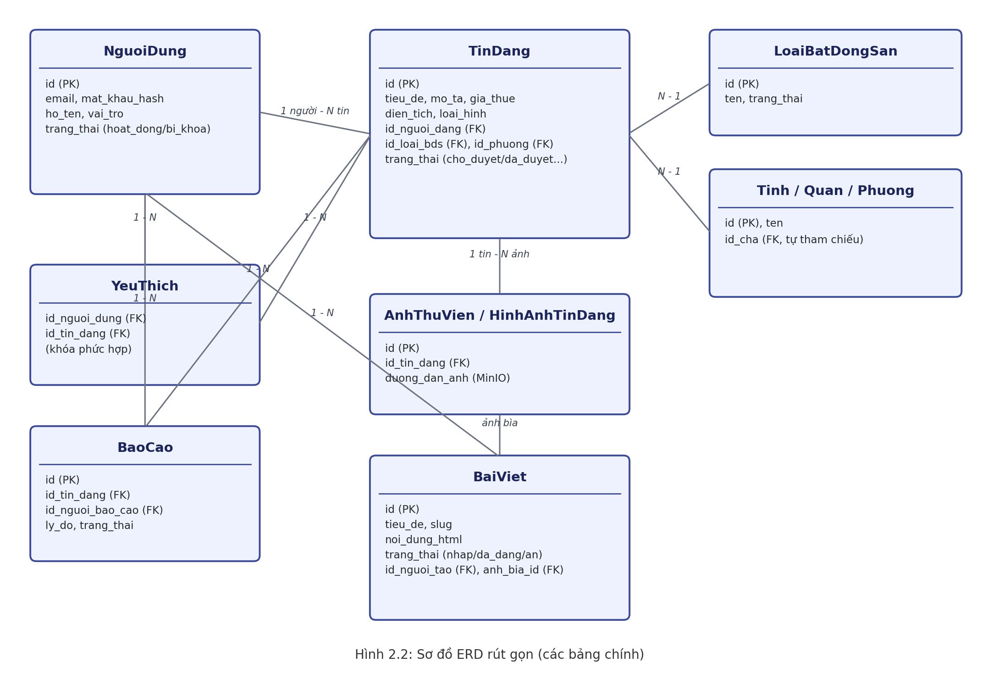 NguoiDung
id (PK)
email, mat_khau_hash
ho_ten, vai_tro
trang_thai (hoat_dong/bi_khoa)
1 người - N tin
TinDang
id (PK)
tieu_de, mo_ta, gia_thue
dien_tich, loai_hinh
id_nguoi_dang (FK)
id_loai_bds (FK), id_phuong (FK)
trang_thai (cho_duyet/da_duyet...)
N - 1
LoaiBatDongSan
id (PK)
ten, trang_thai
N - 1
Tinh / Quan / Phuong
id (PK), ten
id_cha (FK, tự tham chiếu)
1 - N
1 - N
1 tin - N ảnh
1 - N
YeuThich
1 - N
id_nguoi_dung (FK)
id_tin_dang (FK)
(khóa phức hợp)
1 - N
AnhThuVien / HinhAnhTinDang
id (PK)
id_tin_dang (FK)
duong_dan_anh (MinIO)
ảnh bìa
BaoCao
id (PK)
id_tin_dang (FK)
id_nguoi_bao_cao (FK)
ly_do, trang_thai
BaiViet
id (PK)
tieu_de, slug
noi_dung_html
trang_thai (nhap/da_dang/an)
id_nguoi_tao (FK), anh_bia_id (FK)
Hình 2.2: Sơ đồ ERD rút gọn (các bảng chính)